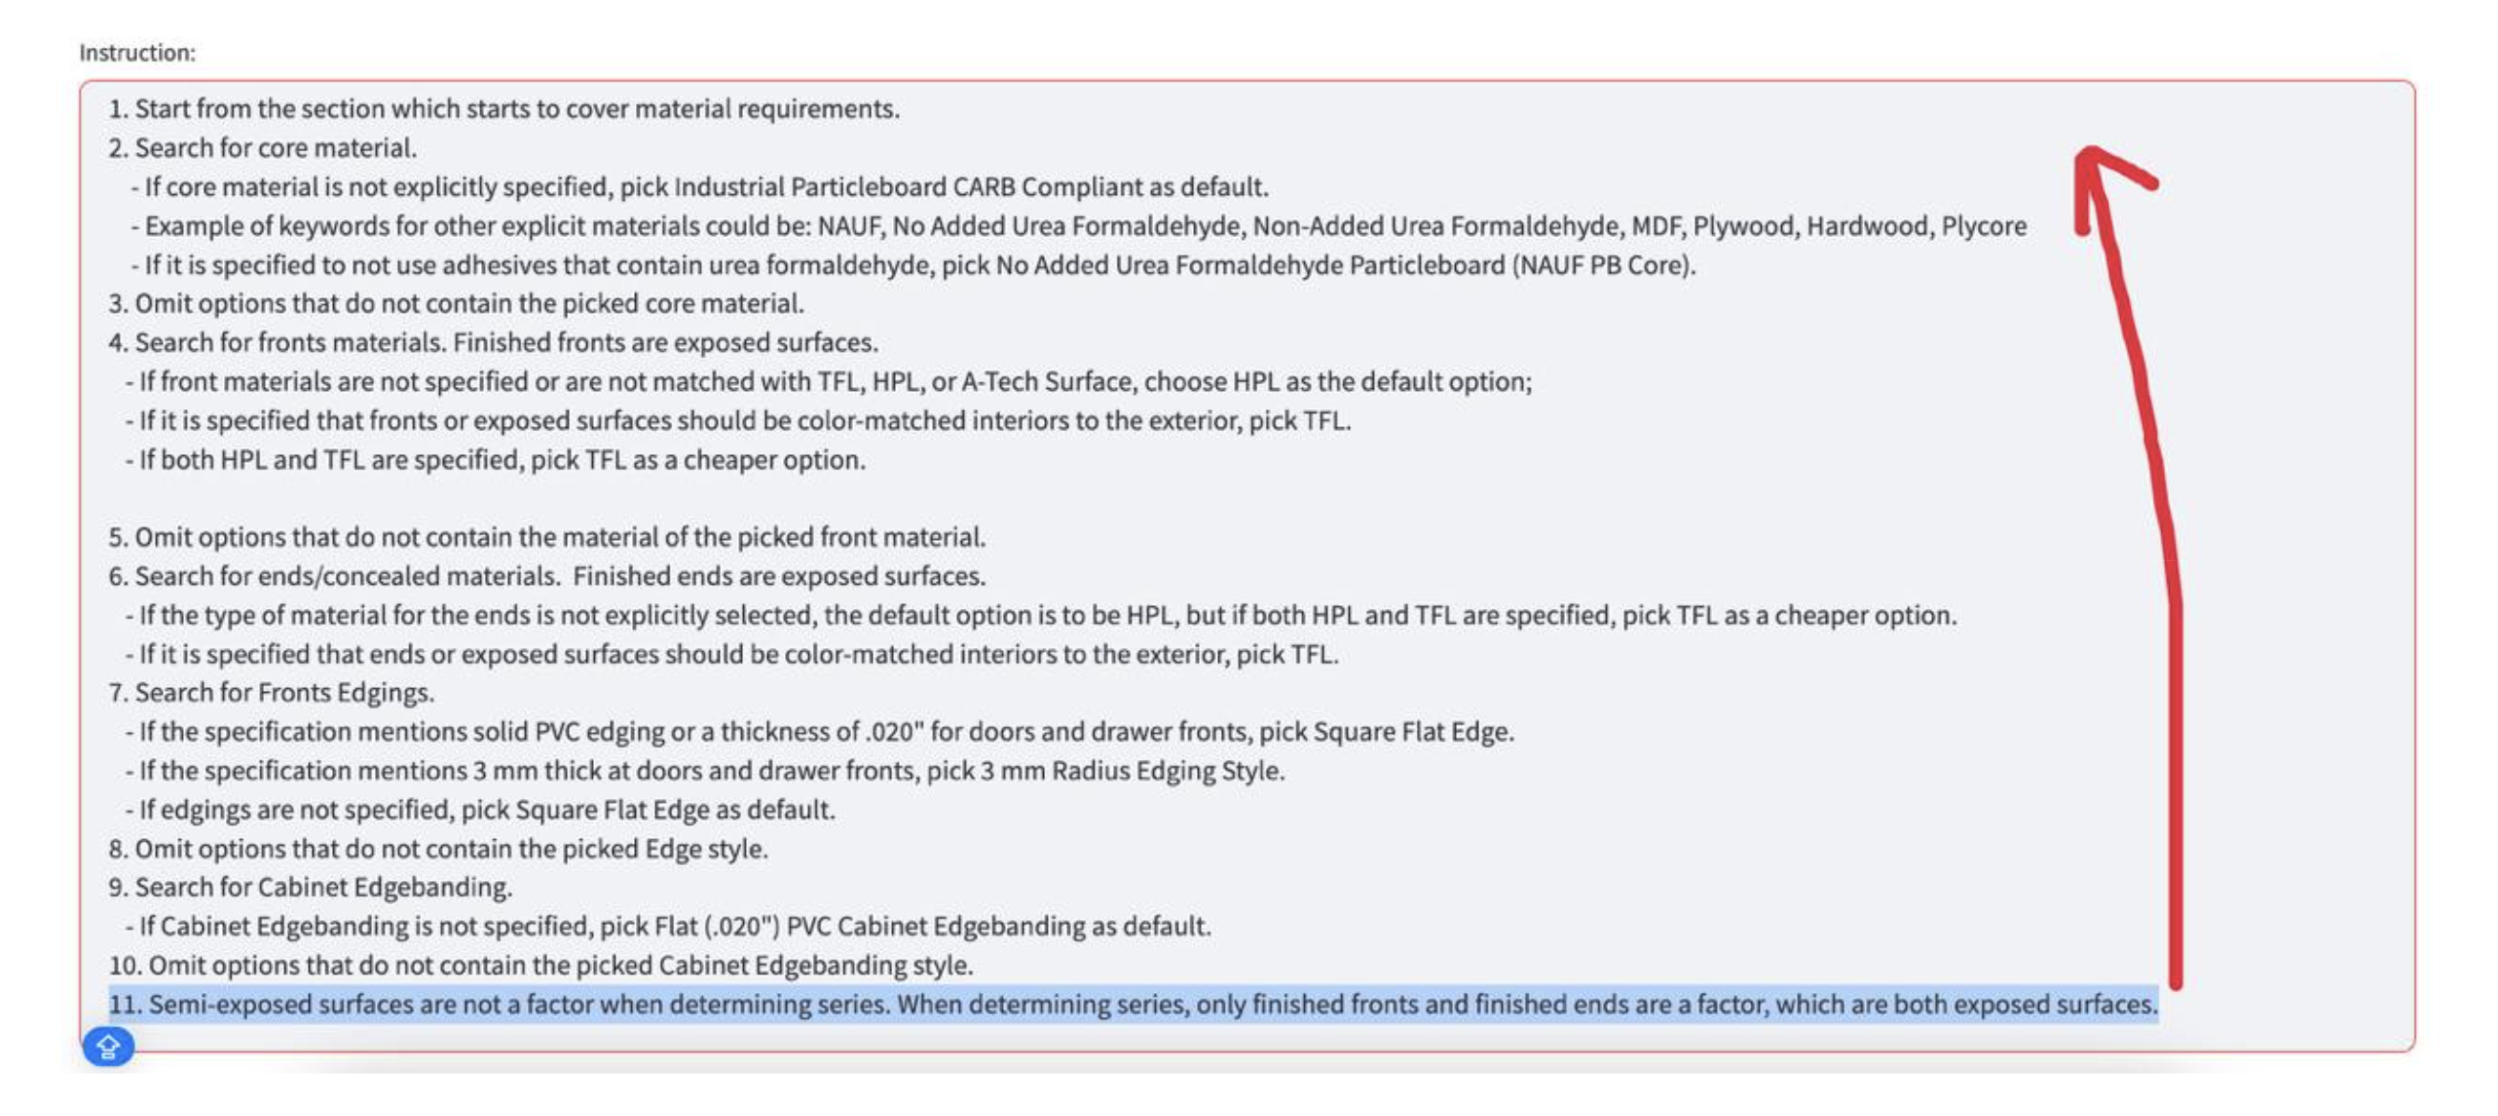 Instruction:
1. Start from the section which starts to cover material requirements.
2. Search for core material.
- If core material is not explicitly specified, pick Industrial Particleboard CARB Compliant as default.
- Example of keywords for other explicit materials could be: NAUF, No Added Urea Formaldehyde, Non-Added Urea Formaldehyde, MDF, Plywood, Hardwood, Plycore
- If it is specified to not use adhesives that contain urea formaldehyde, pick No Added Urea Formaldehyde Particleboard (NAUF PB Core).
3. Omit options that do not contain the picked core material.
4. Search for fronts materials. Finished fronts are exposed surfaces.
- If front materials are not specified or are not matched with TFL, HPL, or A-Tech Surface, choose HPL as the default option;
- If it is specified that fronts or exposed surfaces should be color-matched interiors to the exterior, pick TFL.
- If both HPL and TFL are specified, pick TFL as a cheaper option.
5. Omit options that do not contain the material of the picked front material.
6. Search for ends/concealed materials.  Finished ends are exposed surfaces.
- If the type of material for the ends is not explicitly selected, the default option is to be HPL, but if both HPL and TFL are specified, pick TFL as a cheaper option.
- If it is specified that ends or exposed surfaces should be color-matched interiors to the exterior, pick TFL.
7. Search for Fronts Edgings.
- If the specification mentions solid PVC edging or a thickness of .020" for doors and drawer fronts, pick Square Flat Edge.
- If the specification mentions 3 mm thick at doors and drawer fronts, pick 3 mm Radius Edging Style.
- If edgings are not specified, pick Square Flat Edge as default.
8. Omit options that do not contain the picked Edge style.
9. Search for Cabinet Edgebanding.
- If Cabinet Edgebanding is not specified, pick Flat (.020") PVC Cabinet Edgebanding as default.
10. Omit options that do not contain the picked Cabinet Edgebanding style.
11. Semi-exposed surfaces are not a factor when determining series. When determining series, only finished fronts and finished ends are a factor, which are both exposed surfaces.